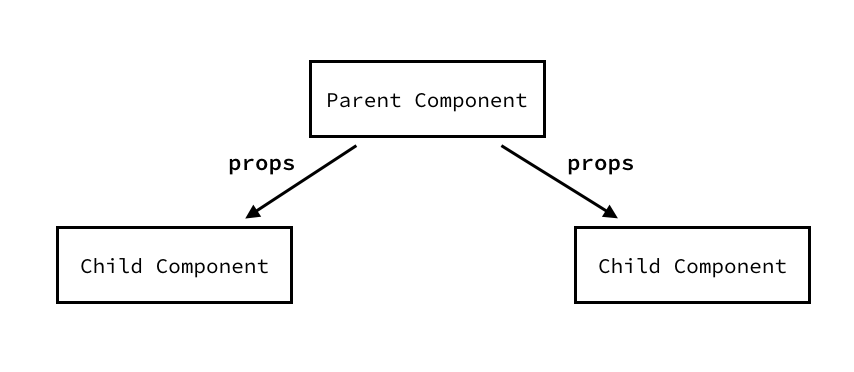 Parent Component
props
props
Child Component
Child Component